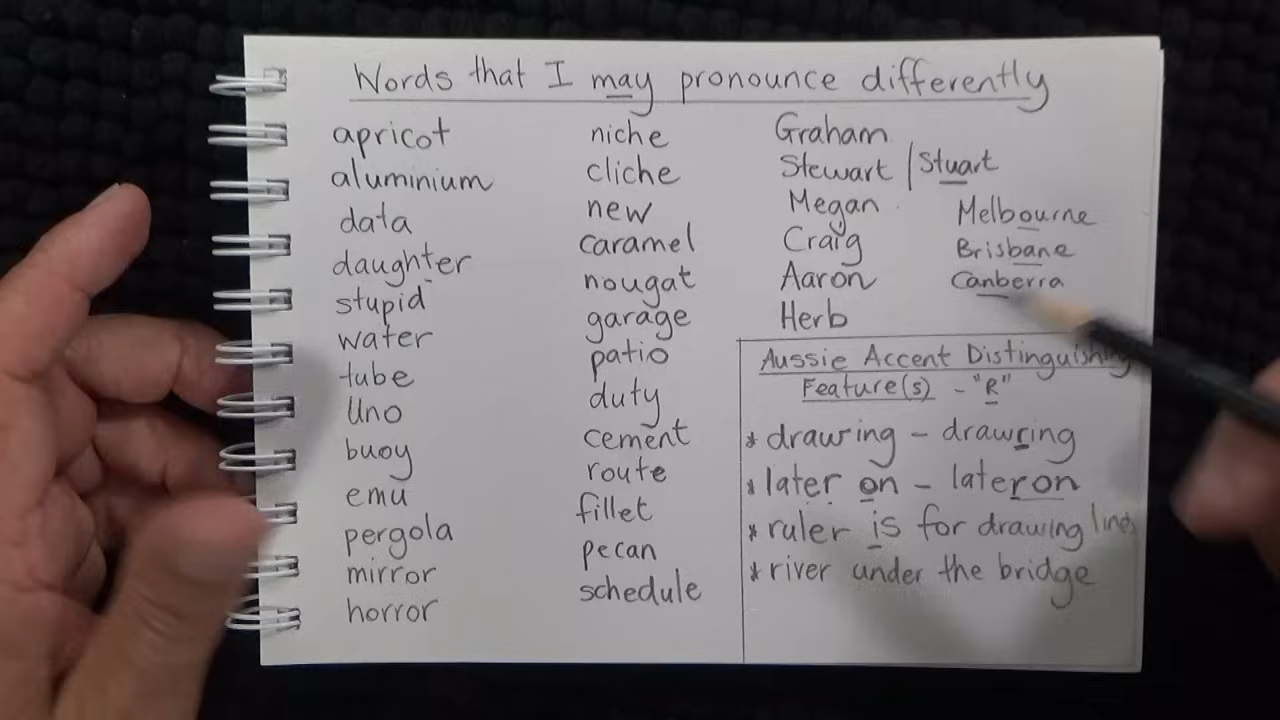 Words that I may pronounce differently
apricot
aluminium
data
daughter
stupid
water
tube
Uno
buoy
emu
pergola
mirror
horror
niche
cliche
new
caramel
nougat
garage
patio
duty
cement
route
fillet
pecan
schedule
Graham
Stewart / Stuart
Megan
Craig
Aaron
Herb
Melbourne
Brisbane
Canberra
Aussie Accent Distinguishing
Feature(s) - "R"
* drawing - drawring
* later on - lateron
* ruler is for drawing lines
* river under the bridge